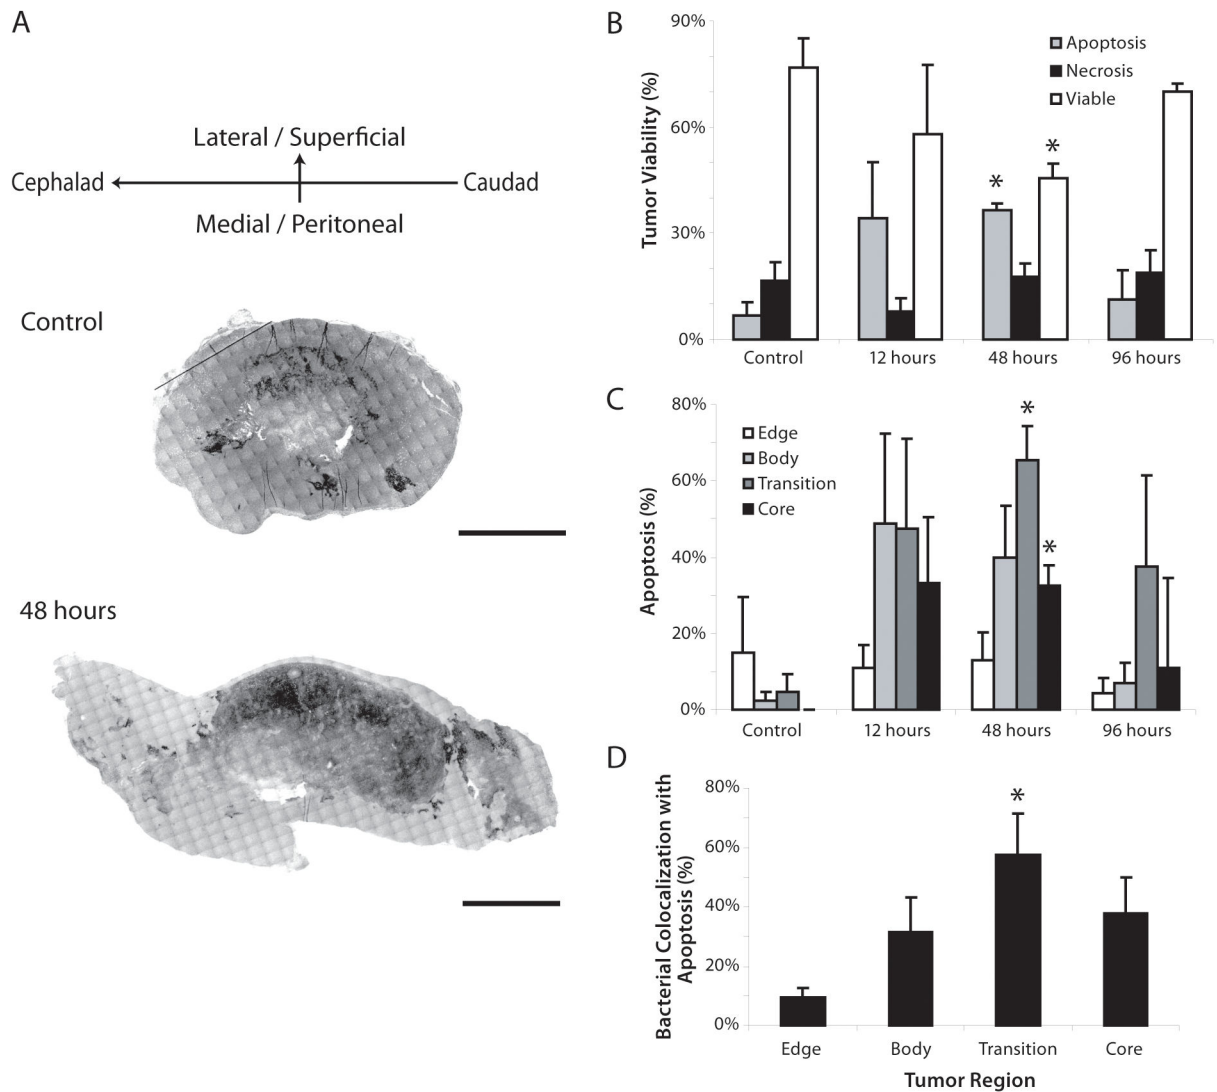 A
Lateral / Superficial
Cephalad
Caudad
Medial / Peritoneal
Control
48 hours
B
Tumor Viability (%)
90%
60%
30%
0%
Apoptosis
Necrosis
Viable
*
*
Control
12 hours
48 hours
96 hours
C
Apoptosis (%)
80%
60%
40%
20%
0%
Edge
Body
Transition
Core
*
*
Control
12 hours
48 hours
96 hours
D
Bacterial Colocalization with
Apoptosis (%)
80%
60%
40%
20%
0%
*
Edge
Body
Transition
Core
Tumor Region